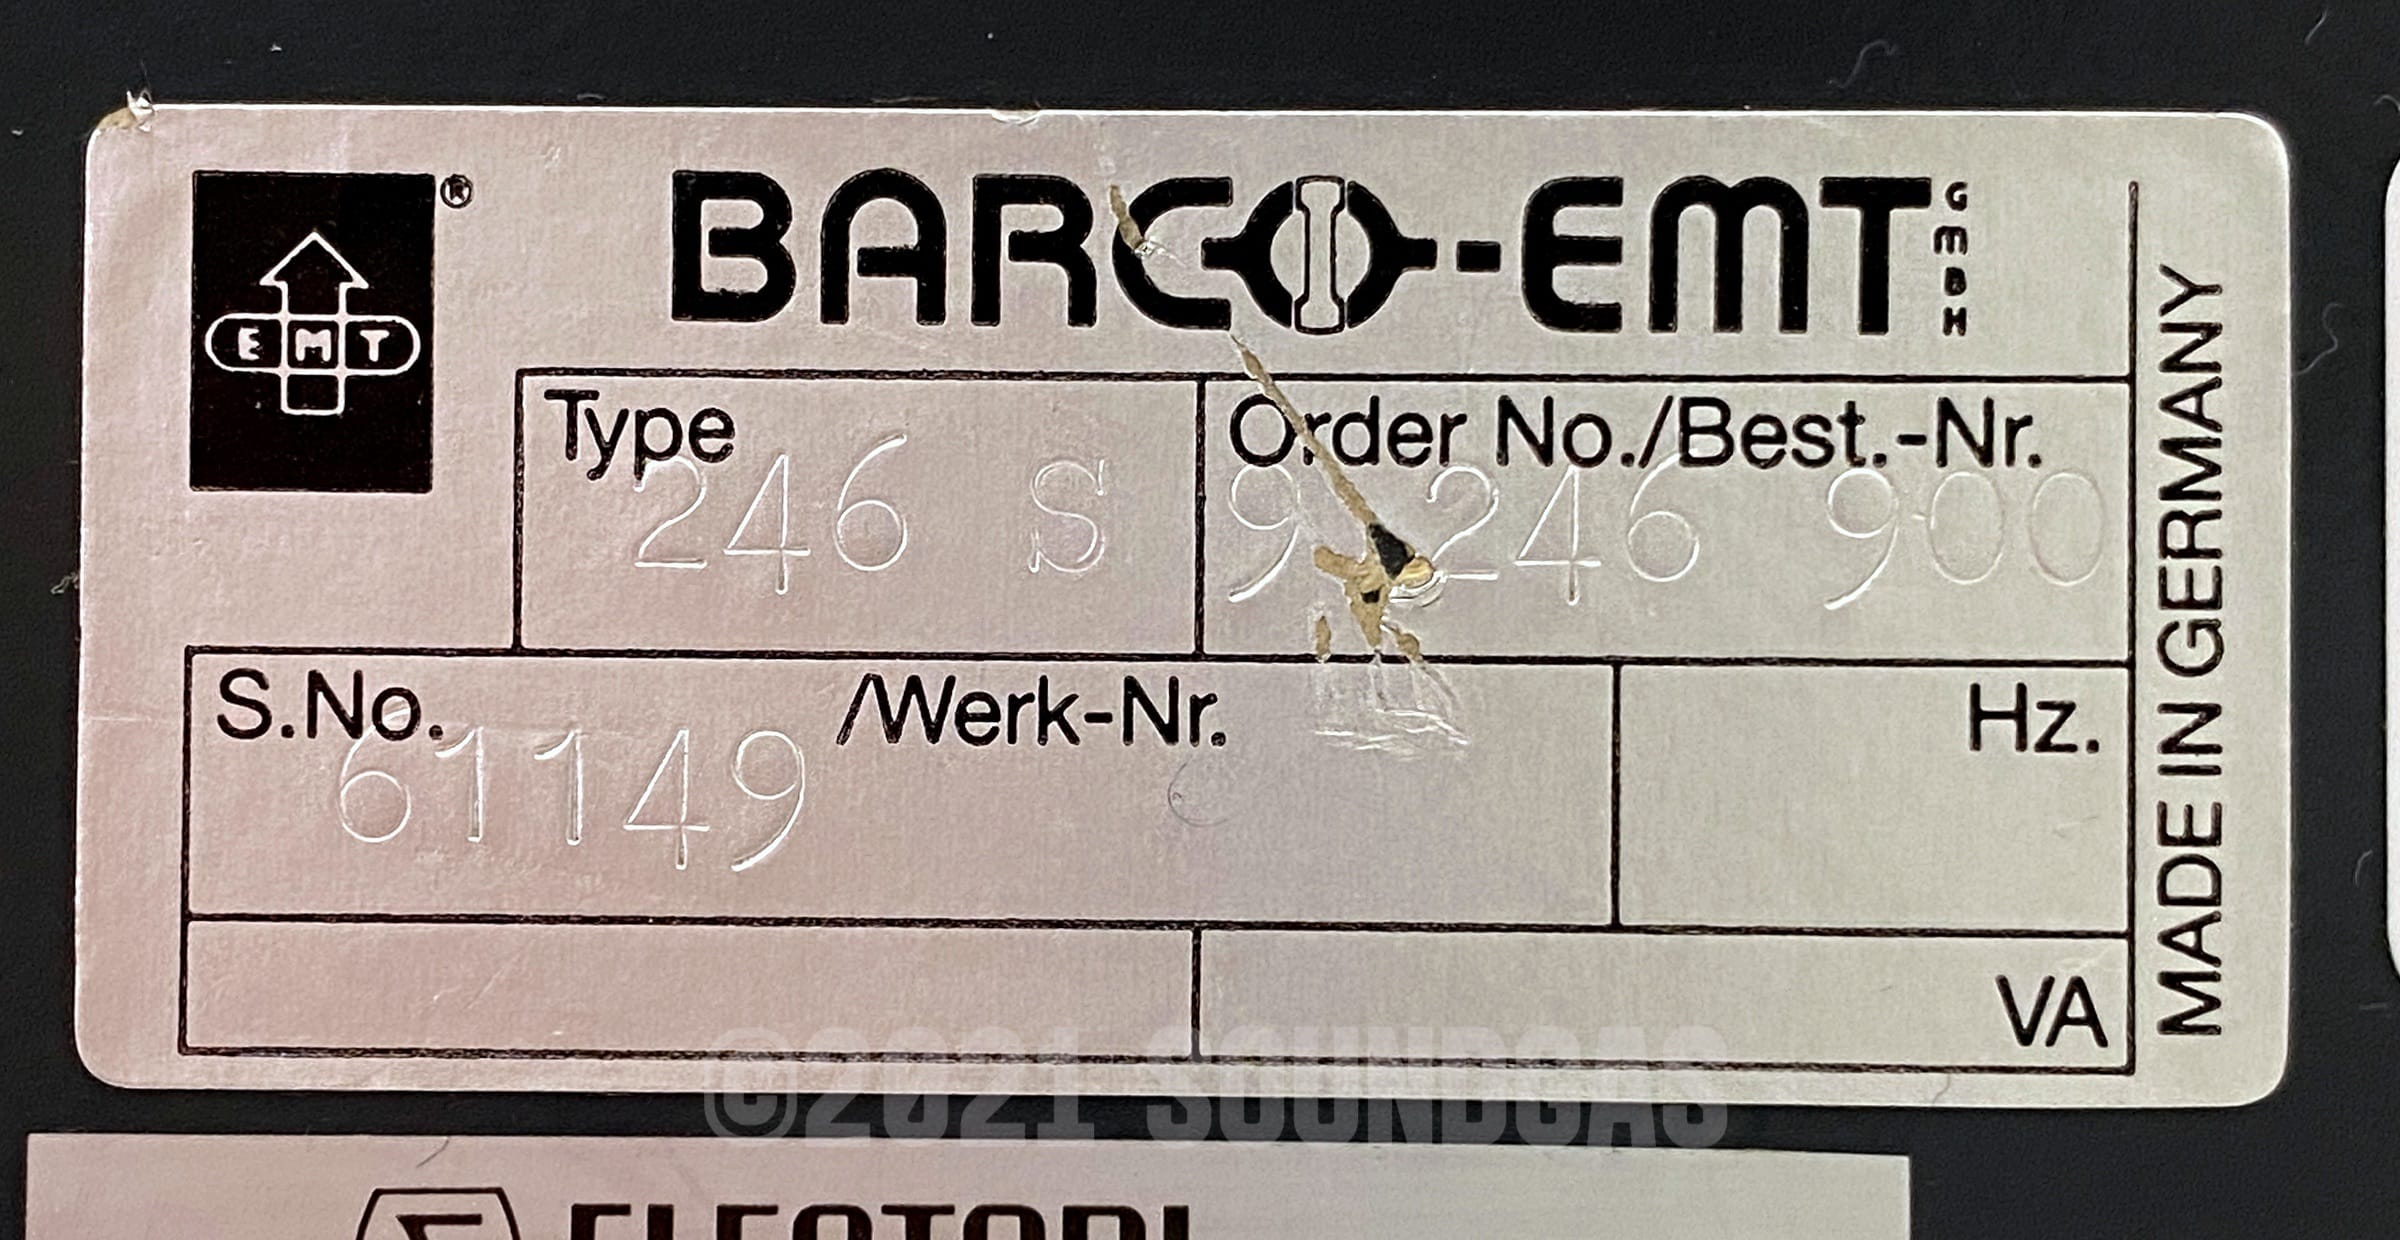 EMT ®
BARCO-EMT GMBH
Type
246 S
Order No./Best.-Nr.
9 246 900
S.No. /Werk-Nr.
61149
Hz.
VA
MADE IN GERMANY
©2021 SOUNDGAS